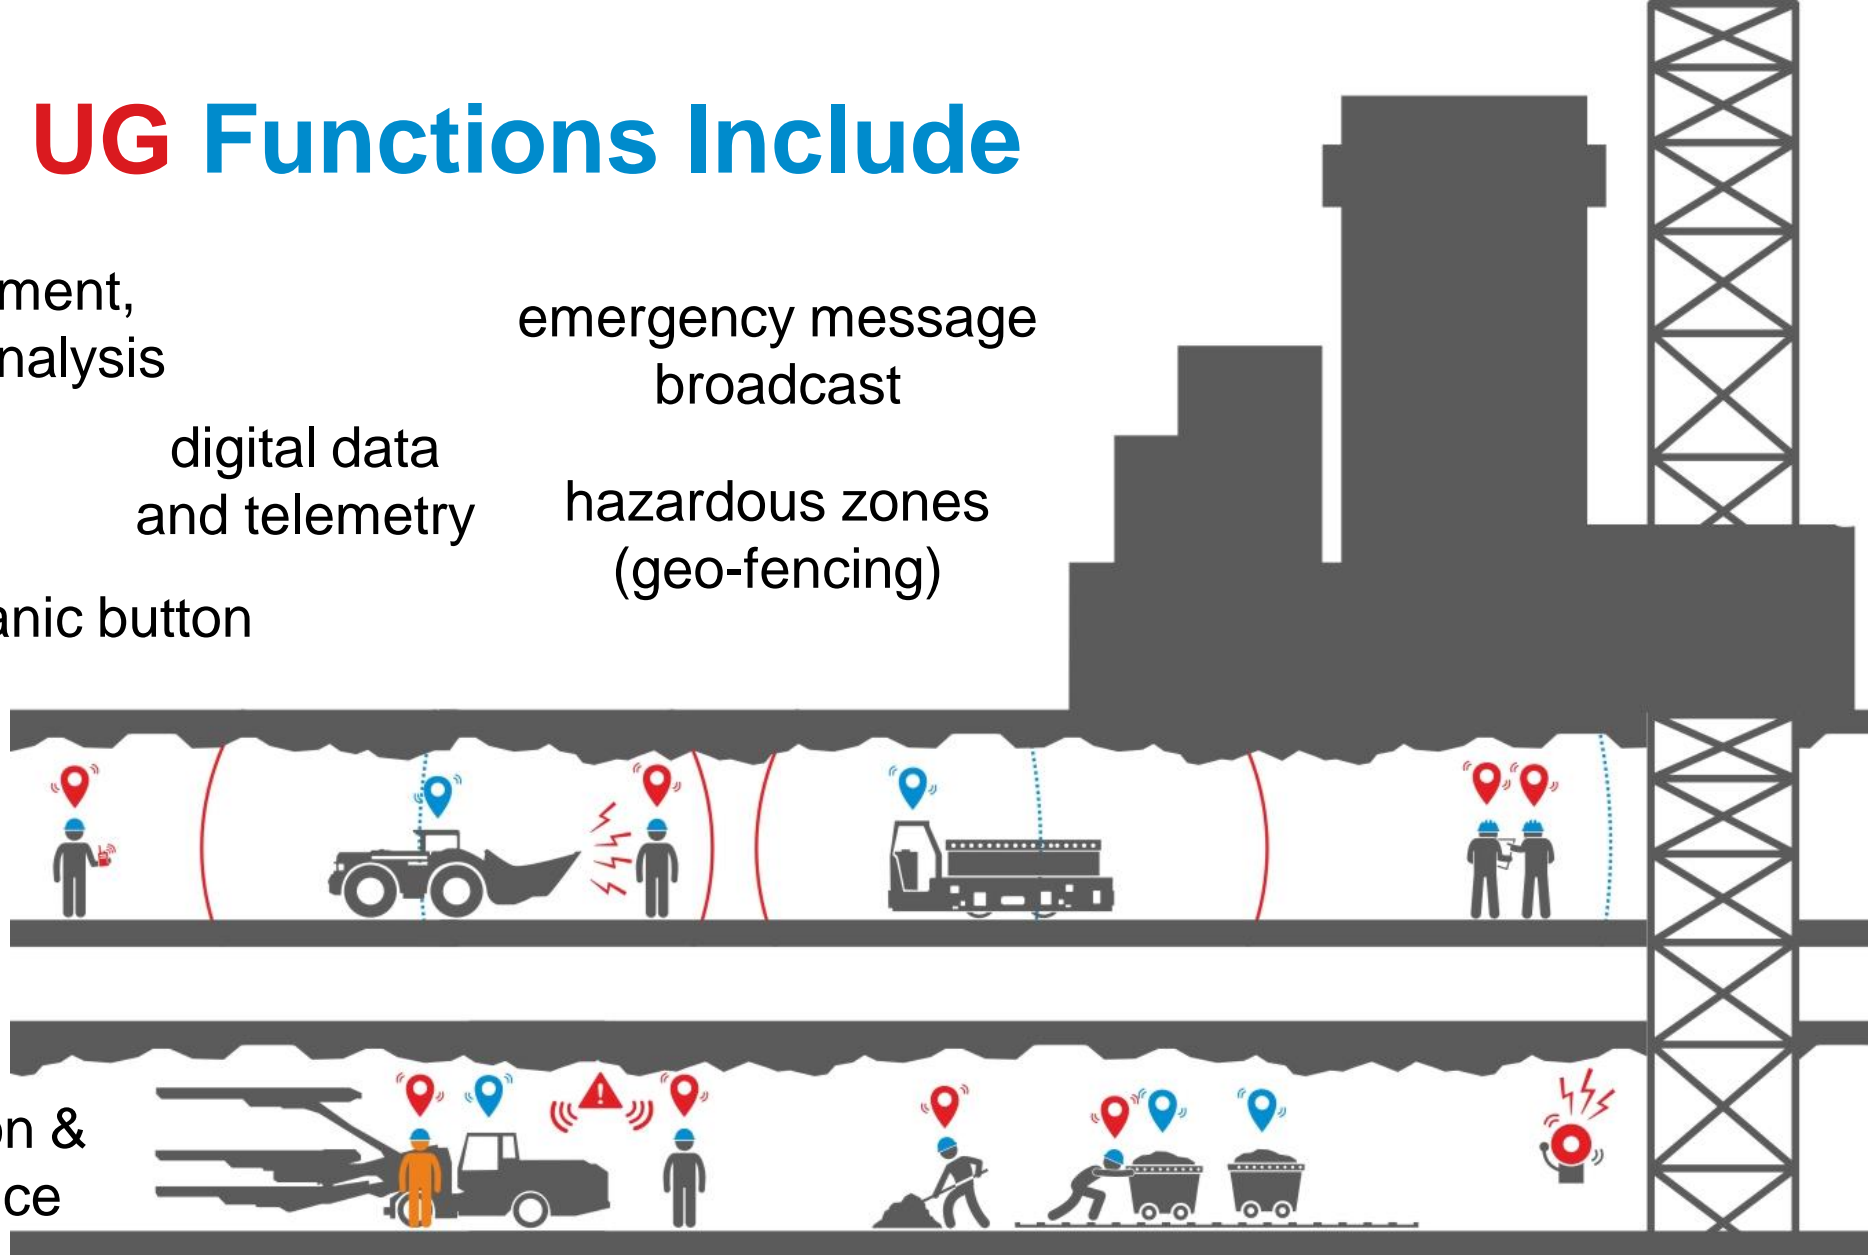 UG Functions Include
ment,
nalysis
emergency message
broadcast
digital data
and telemetry
hazardous zones
(geo-fencing)
anic button
on &
ce